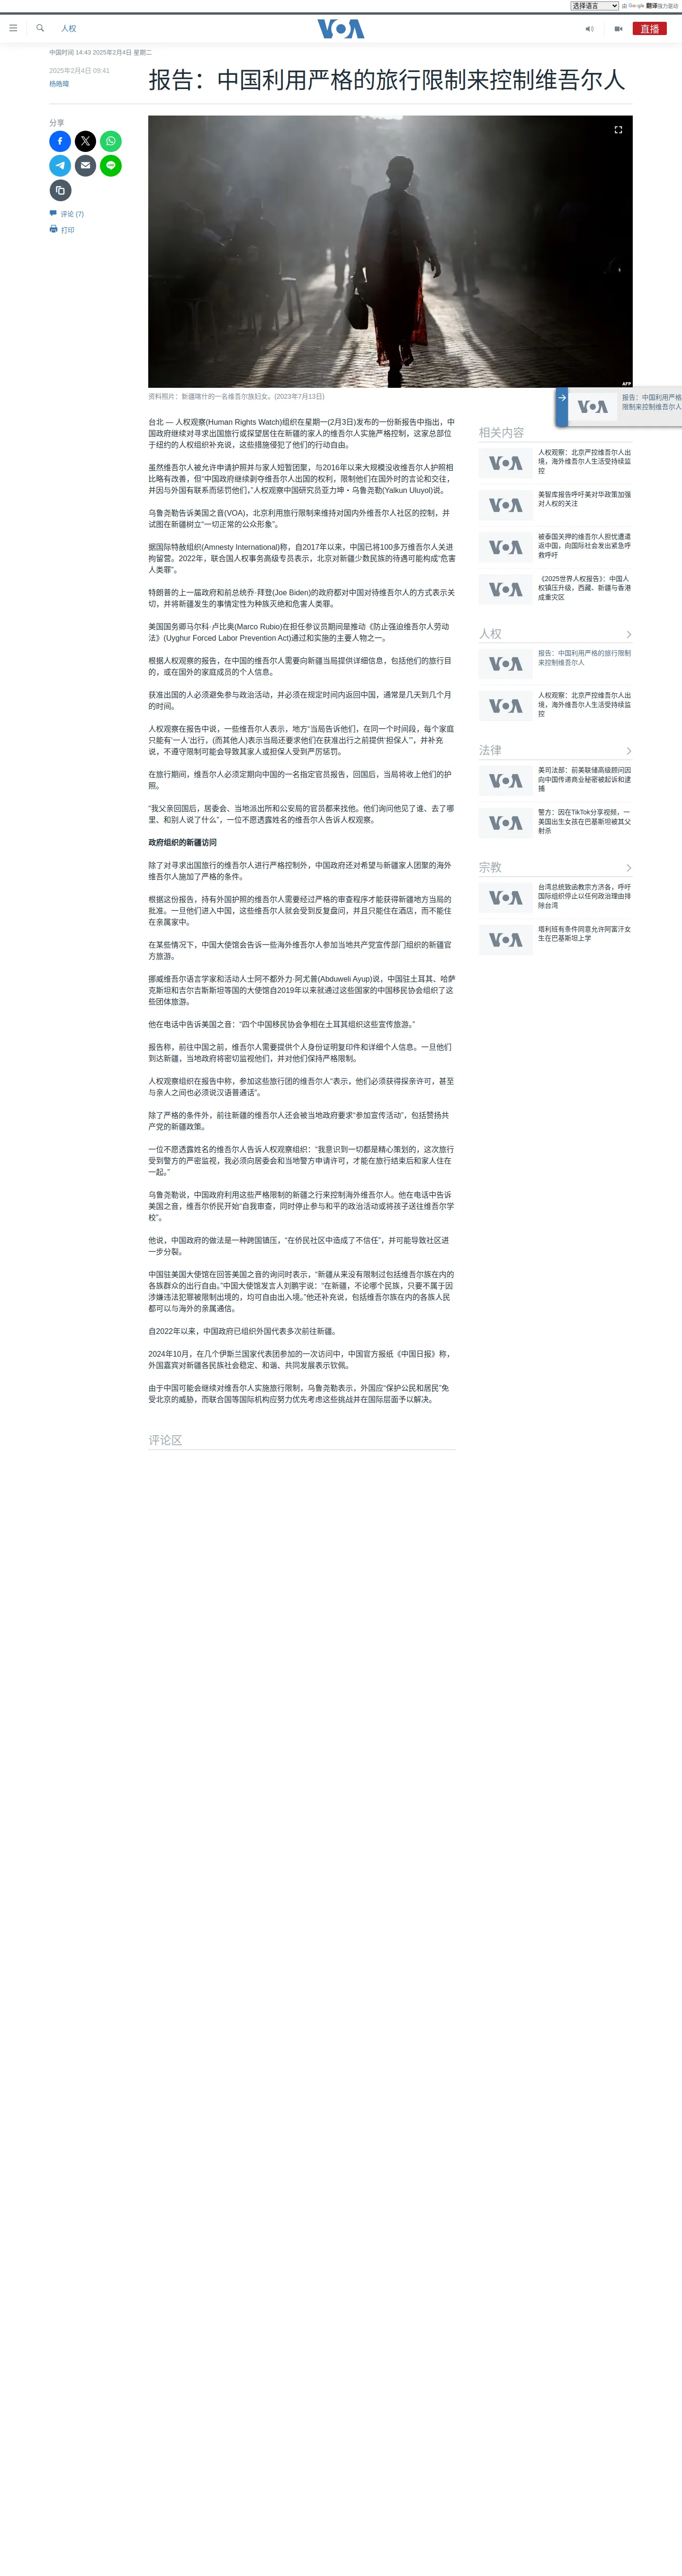 选择语言 由 Google 翻译强力驱动
人权
VOA
直播
中国时间 14:43 2025年2月4日 星期二
2025年2月4日 09:41
杨皓暐
报告：中国利用严格的旅行限制来控制维吾尔人
分享
评论 (7)
打印
AFP
资料照片：新疆喀什的一名维吾尔族妇女。(2023年7月13日)
台北 — 人权观察(Human Rights Watch)组织在星期一(2月3日)发布的一份新报告中指出，中
国政府继续对寻求出国旅行或探望居住在新疆的家人的维吾尔人实施严格控制，这家总部位
于纽约的人权组织补充说，这些措施侵犯了他们的行动自由。
虽然维吾尔人被允许申请护照并与家人短暂团聚，与2016年以来大规模没收维吾尔人护照相
比略有改善，但“中国政府继续剥夺维吾尔人出国的权利，限制他们在国外时的言论和交往，
并因与外国有联系而惩罚他们，”人权观察中国研究员亚力坤・乌鲁尧勒(Yalkun Uluyol)说。
乌鲁尧勒告诉美国之音(VOA)，北京利用旅行限制来维持对国内外维吾尔人社区的控制，并
试图在新疆树立“一切正常的公众形象”。
据国际特赦组织(Amnesty International)称，自2017年以来，中国已将100多万维吾尔人关进
拘留营。2022年，联合国人权事务高级专员表示，北京对新疆少数民族的待遇可能构成“危害
人类罪”。
特朗普的上一届政府和前总统乔·拜登(Joe Biden)的政府都对中国对待维吾尔人的方式表示关
切，并将新疆发生的事情定性为种族灭绝和危害人类罪。
美国国务卿马尔科·卢比奥(Marco Rubio)在担任参议员期间是推动《防止强迫维吾尔人劳动
法》(Uyghur Forced Labor Prevention Act)通过和实施的主要人物之一。
根据人权观察的报告，在中国的维吾尔人需要向新疆当局提供详细信息，包括他们的旅行目
的，或在国外的家庭成员的个人信息。
获准出国的人必须避免参与政治活动，并必须在规定时间内返回中国，通常是几天到几个月
的时间。
人权观察在报告中说，一些维吾尔人表示，地方“当局告诉他们，在同一个时间段，每个家庭
只能有‘一人’出行，(而其他人)表示当局还要求他们在获准出行之前提供‘担保人’”，并补充
说，不遵守限制可能会导致其家人或担保人受到严厉惩罚。
在旅行期间，维吾尔人必须定期向中国的一名指定官员报告，回国后，当局将收上他们的护
照。
“我父亲回国后，居委会、当地派出所和公安局的官员都来找他。他们询问他见了谁、去了哪
里、和别人说了什么”，一位不愿透露姓名的维吾尔人告诉人权观察。
政府组织的新疆访问
除了对寻求出国旅行的维吾尔人进行严格控制外，中国政府还对希望与新疆家人团聚的海外
维吾尔人施加了严格的条件。
根据这份报告，持有外国护照的维吾尔人需要经过严格的审查程序才能获得新疆地方当局的
批准。一旦他们进入中国，这些维吾尔人就会受到反复盘问，并且只能住在酒店，而不能住
在亲属家中。
在某些情况下，中国大使馆会告诉一些海外维吾尔人参加当地共产党宣传部门组织的新疆官
方旅游。
挪威维吾尔语言学家和活动人士阿不都外力·阿尤普(Abduweli Ayup)说，中国驻土耳其、哈萨
克斯坦和吉尔吉斯斯坦等国的大使馆自2019年以来就通过这些国家的中国移民协会组织了这
些团体旅游。
他在电话中告诉美国之音：“四个中国移民协会争相在土耳其组织这些宣传旅游。”
报告称，前往中国之前，维吾尔人需要提供个人身份证明复印件和详细个人信息。一旦他们
到达新疆，当地政府将密切监视他们，并对他们保持严格限制。
人权观察组织在报告中称，参加这些旅行团的维吾尔人“表示，他们必须获得探亲许可，甚至
与亲人之间也必须说汉语普通话”。
除了严格的条件外，前往新疆的维吾尔人还会被当地政府要求“参加宣传活动”，包括赞扬共
产党的新疆政策。
一位不愿透露姓名的维吾尔人告诉人权观察组织：“我意识到一切都是精心策划的，这次旅行
受到警方的严密监视，我必须向居委会和当地警方申请许可，才能在旅行结束后和家人住在
一起。”
乌鲁尧勒说，中国政府利用这些严格限制的新疆之行来控制海外维吾尔人。他在电话中告诉
美国之音，维吾尔侨民开始“自我审查，同时停止参与和平的政治活动或将孩子送往维吾尔学
校”。
他说，中国政府的做法是一种跨国镇压，“在侨民社区中造成了不信任”，并可能导致社区进
一步分裂。
中国驻美国大使馆在回答美国之音的询问时表示，“新疆从来没有限制过包括维吾尔族在内的
各族群众的出行自由。”中国大使馆发言人刘鹏宇说：“在新疆，不论哪个民族，只要不属于因
涉嫌违法犯罪被限制出境的，均可自由出入境。”他还补充说，包括维吾尔族在内的各族人民
都可以与海外的亲属通信。
自2022年以来，中国政府已组织外国代表多次前往新疆。
2024年10月，在几个伊斯兰国家代表团参加的一次访问中，中国官方报纸《中国日报》称，
外国嘉宾对新疆各民族社会稳定、和谐、共同发展表示钦佩。
由于中国可能会继续对维吾尔人实施旅行限制，乌鲁尧勒表示，外国应“保护公民和居民”免
受北京的威胁，而联合国等国际机构应努力优先考虑这些挑战并在国际层面予以解决。
评论区
VOA
报告：中国利用严格
限制来控制维吾尔人
相关内容
VOA
人权观察：北京严控维吾尔人出
境，海外维吾尔人生活受持续监
控
VOA
美智库报告呼吁美对华政策加强
对人权的关注
VOA
被泰国关押的维吾尔人担忧遭遣
返中国，向国际社会发出紧急呼
救呼吁
VOA
《2025世界人权报告》：中国人
权镇压升级，西藏、新疆与香港
成重灾区
人权
VOA
报告：中国利用严格的旅行限制
来控制维吾尔人
VOA
人权观察：北京严控维吾尔人出
境，海外维吾尔人生活受持续监
控
法律
VOA
美司法部：前美联储高级顾问因
向中国传递商业秘密被起诉和逮
捕
VOA
警方：因在TikTok分享视频，一
美国出生女孩在巴基斯坦被其父
射杀
宗教
VOA
台湾总统致函教宗方济各，呼吁
国际组织停止以任何政治理由排
除台湾
VOA
塔利班有条件同意允许阿富汗女
生在巴基斯坦上学